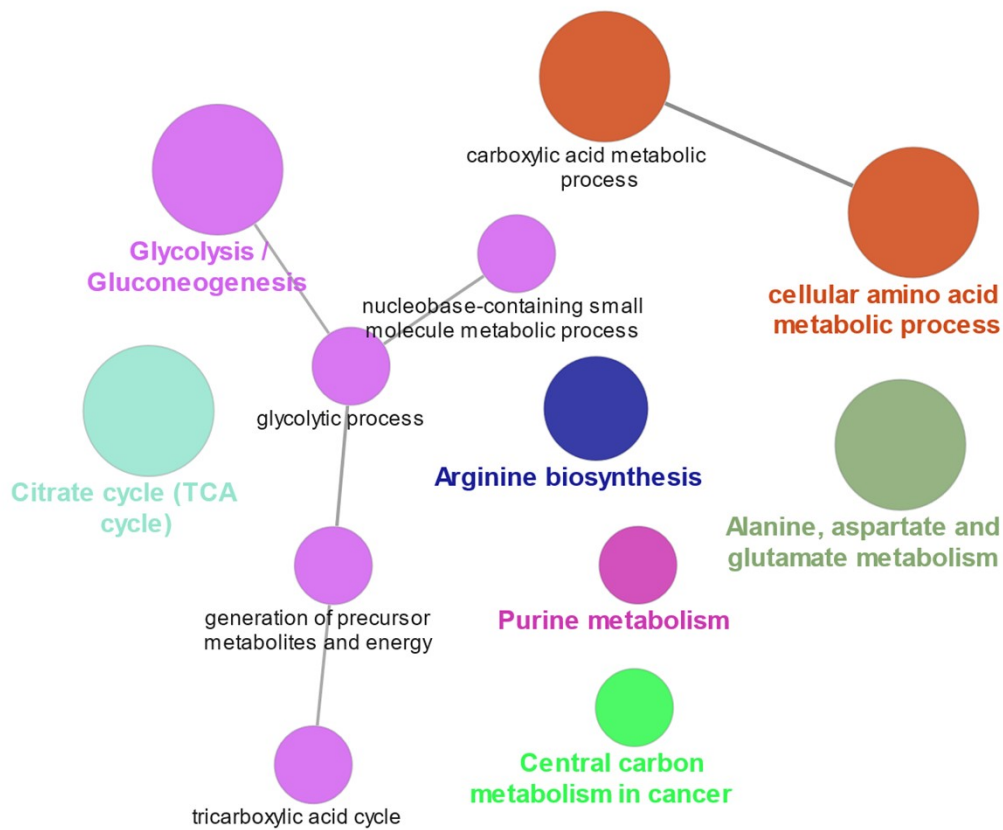 carboxylic acid metabolic
process
Glycolysis /
Gluconeogenesis
nucleobase-containing small
molecule metabolic process
cellular amino acid
metabolic process
glycolytic process
Citrate cycle (TCA
cycle)
Arginine biosynthesis
Alanine, aspartate and
glutamate metabolism
generation of precursor
metabolites and energy
Purine metabolism
Central carbon
metabolism in cancer
tricarboxylic acid cycle